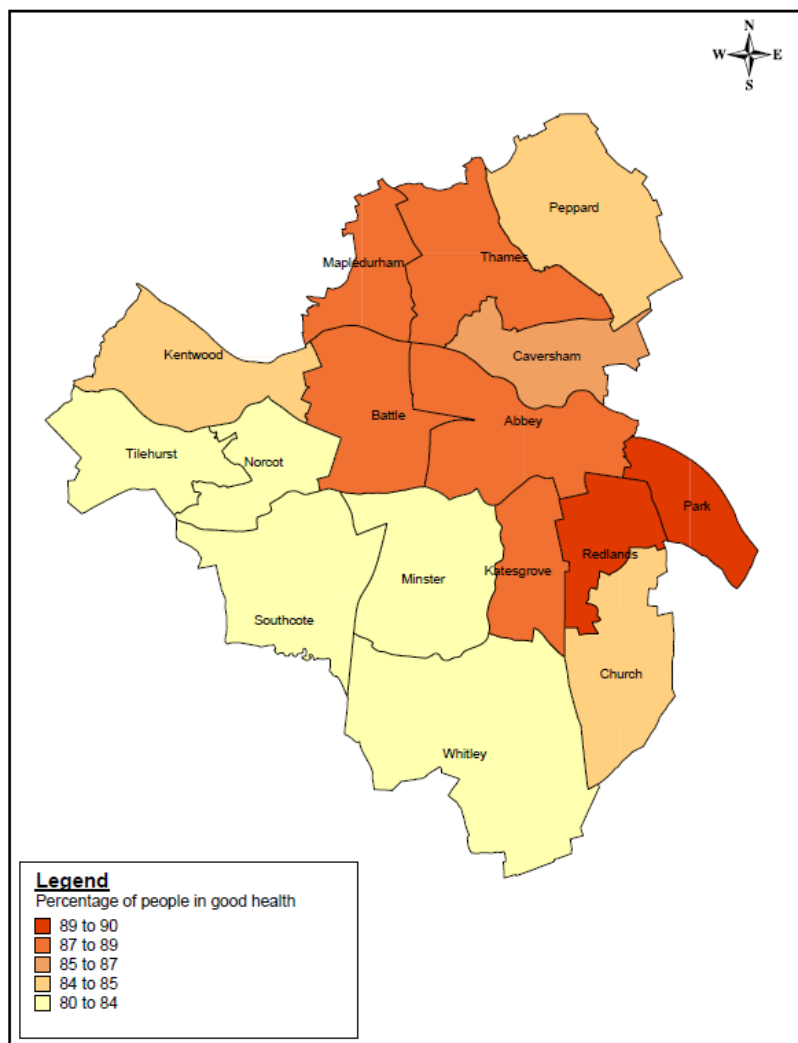 N
W E
S
Peppard
Thames
Mapledurham
Kentwood
Caversham
Battle
Abbey
Tilehurst
Norcot
Park
Redlands
Katesgrove
Minster
Southcote
Church
Whitley
Legend
Percentage of people in good health
89 to 90
87 to 89
85 to 87
84 to 85
80 to 84